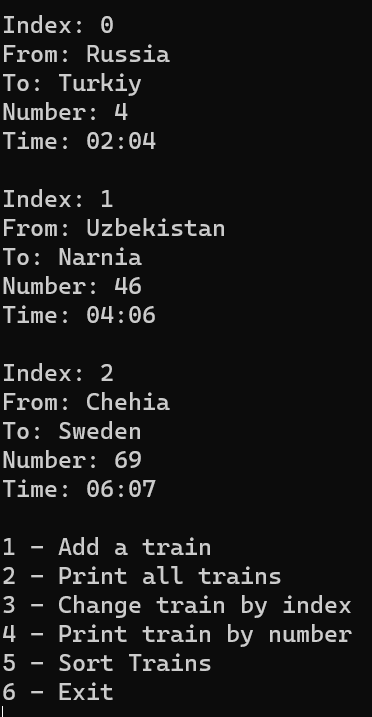 Index: 0
From: Russia
To: Turkiy
Number: 4
Time: 02:04
Index: 1
From: Uzbekistan
To: Narnia
Number: 46
Time: 04:06
Index: 2
From: Chehia
To: Sweden
Number: 69
Time: 06:07
1 - Add a train
2 - Print all trains
3 - Change train by index
4 - Print train by number
5 - Sort Trains
6 - Exit